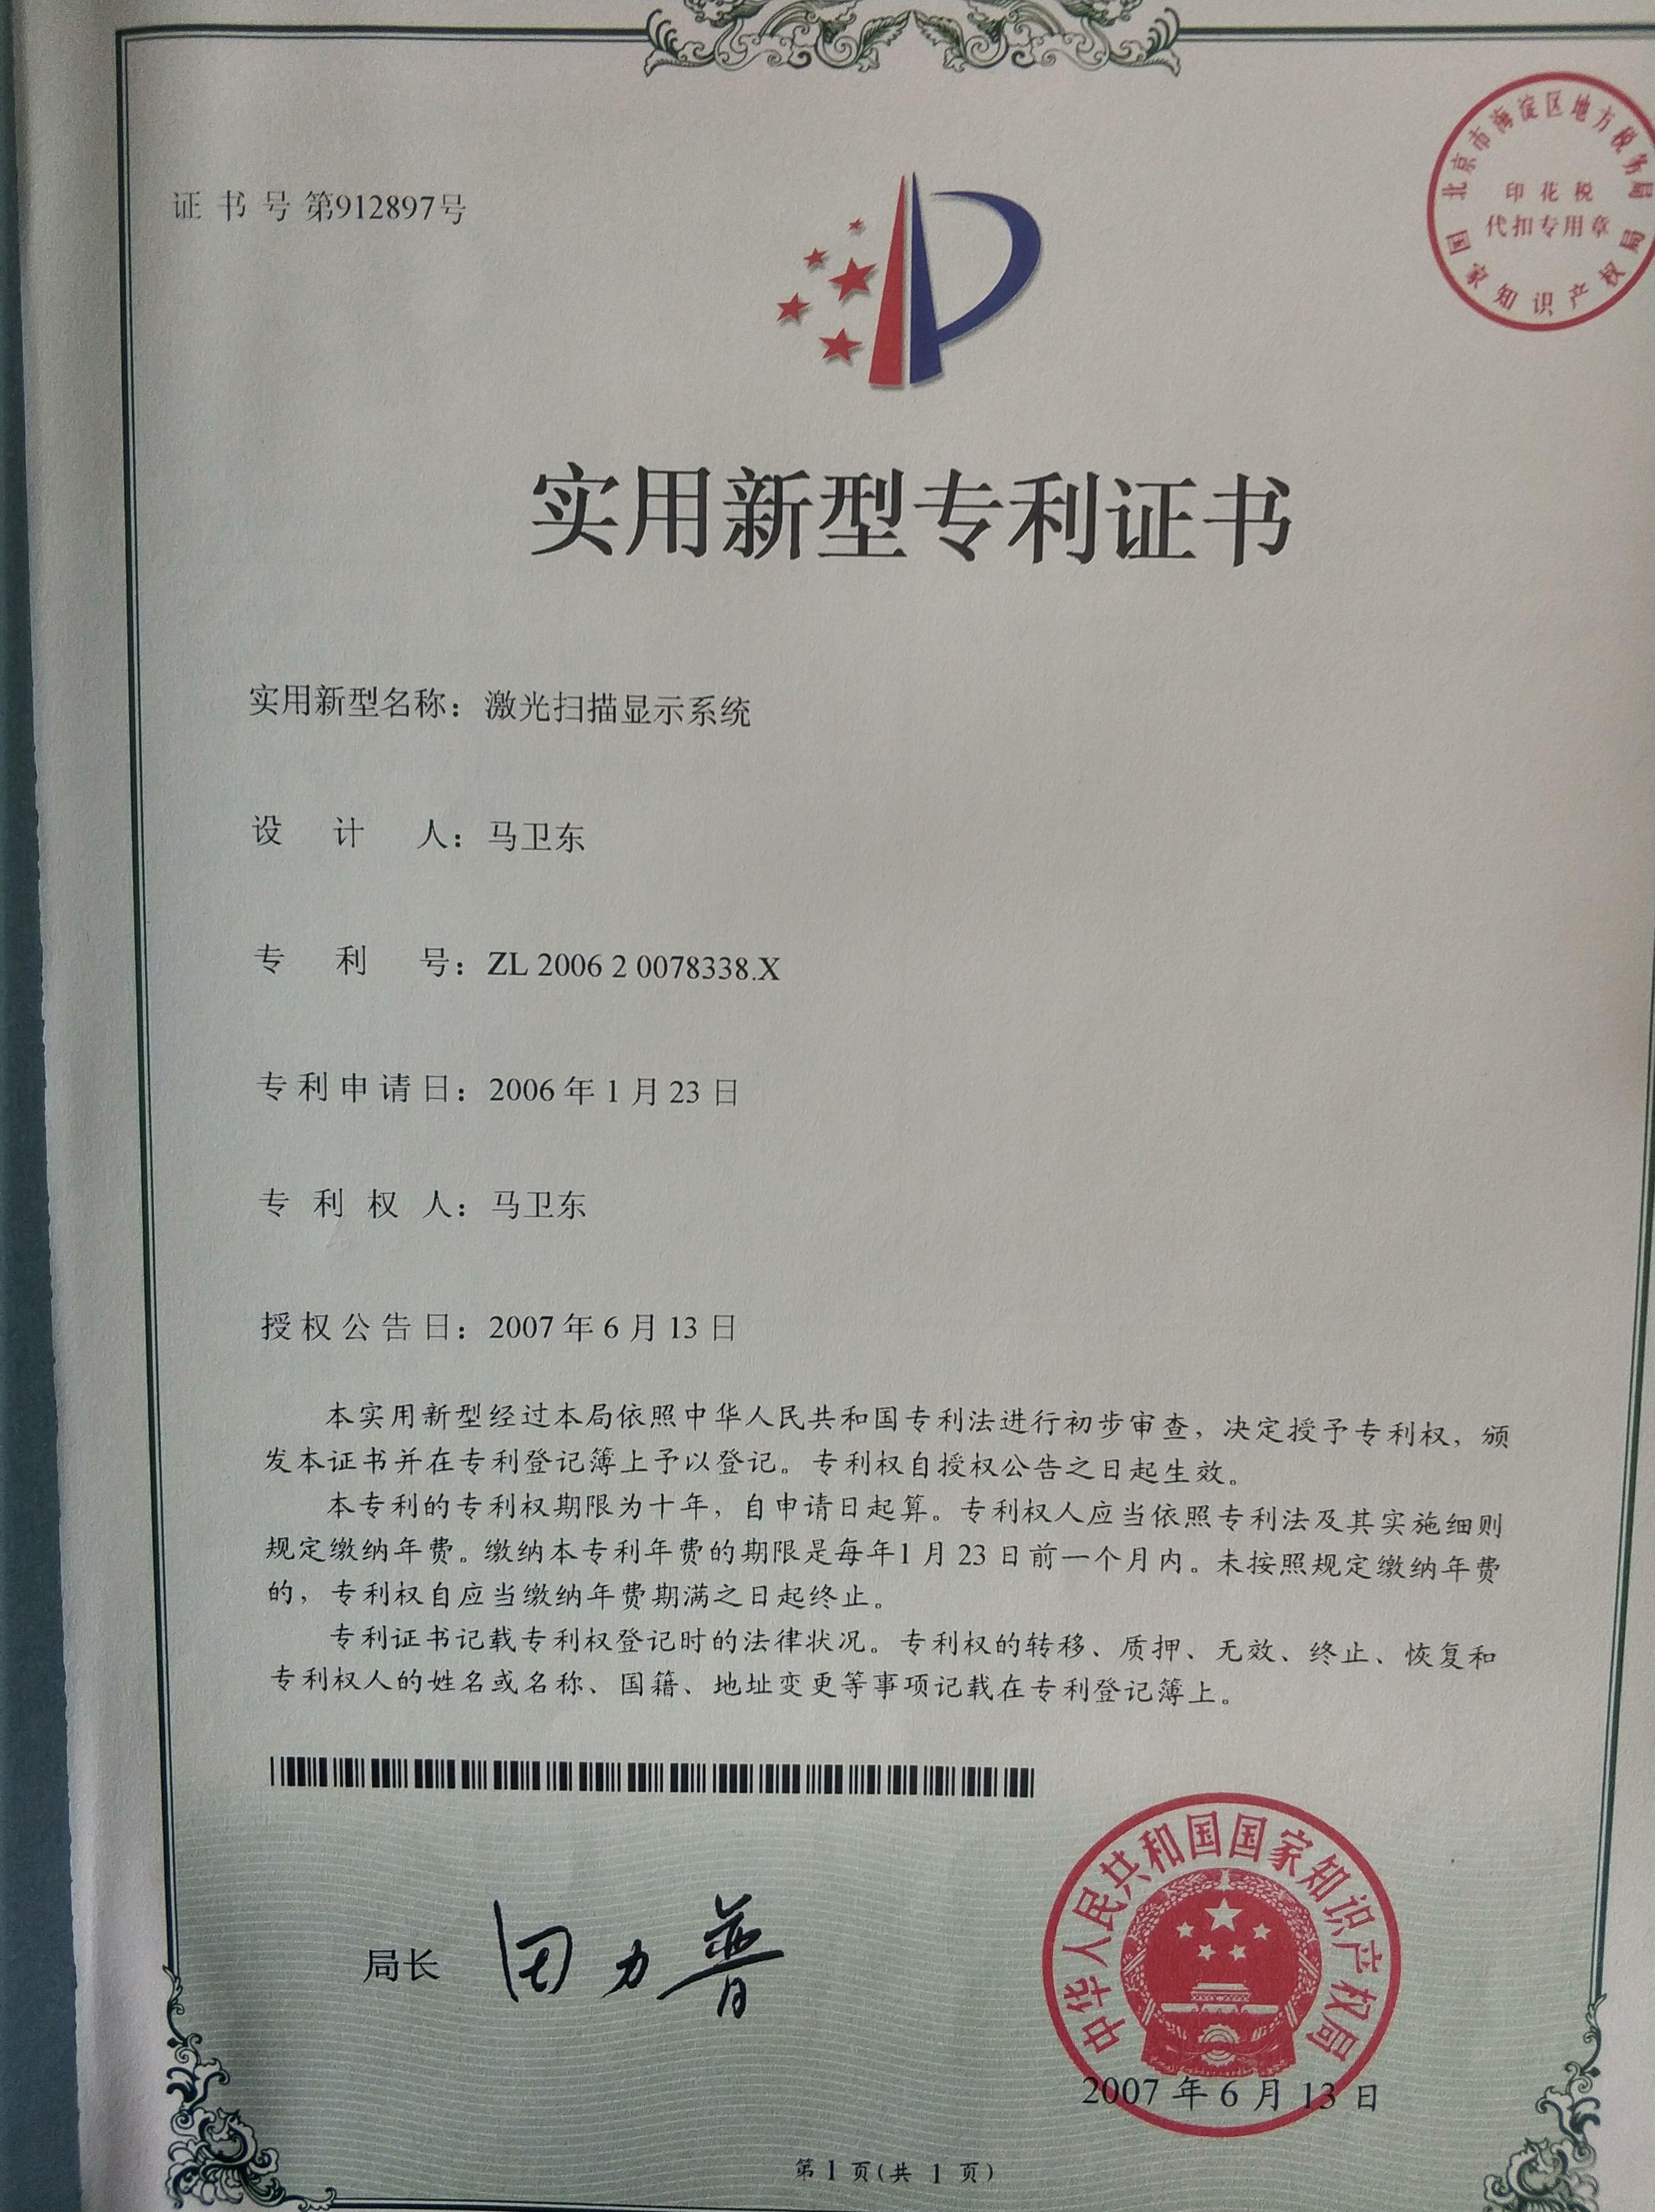 北京市海淀区地方税务局
印花税
代扣专用章
国家知识产权局
证书号第912897号
实用新型专利证书
实用新型名称：激光扫描显示系统
设计人：马卫东
专利号：ZL 2006 2 0078338.X
专利申请日：2006年1月23日
专利权人：马卫东
授权公告日：2007年6月13日
本实用新型经过本局依照中华人民共和国专利法进行初步审查，决定授予专利权，颁
发本证书并在专利登记簿上予以登记。专利权自授权公告之日起生效。
本专利的专利权期限为十年，自申请日起算。专利权人应当依照专利法及其实施细则
规定缴纳年费。缴纳本专利年费的期限是每年1月23日前一个月内。未按照规定缴纳年费
的，专利权自应当缴纳年费期满之日起终止。
专利证书记载专利权登记时的法律状况。专利权的转移、质押、无效、终止、恢复和
专利权人的姓名或名称、国籍、地址变更等事项记载在专利登记簿上。
局长 田力普
中华人民共和国国家知识产权局
2007年6月13日
第1页(共1页)